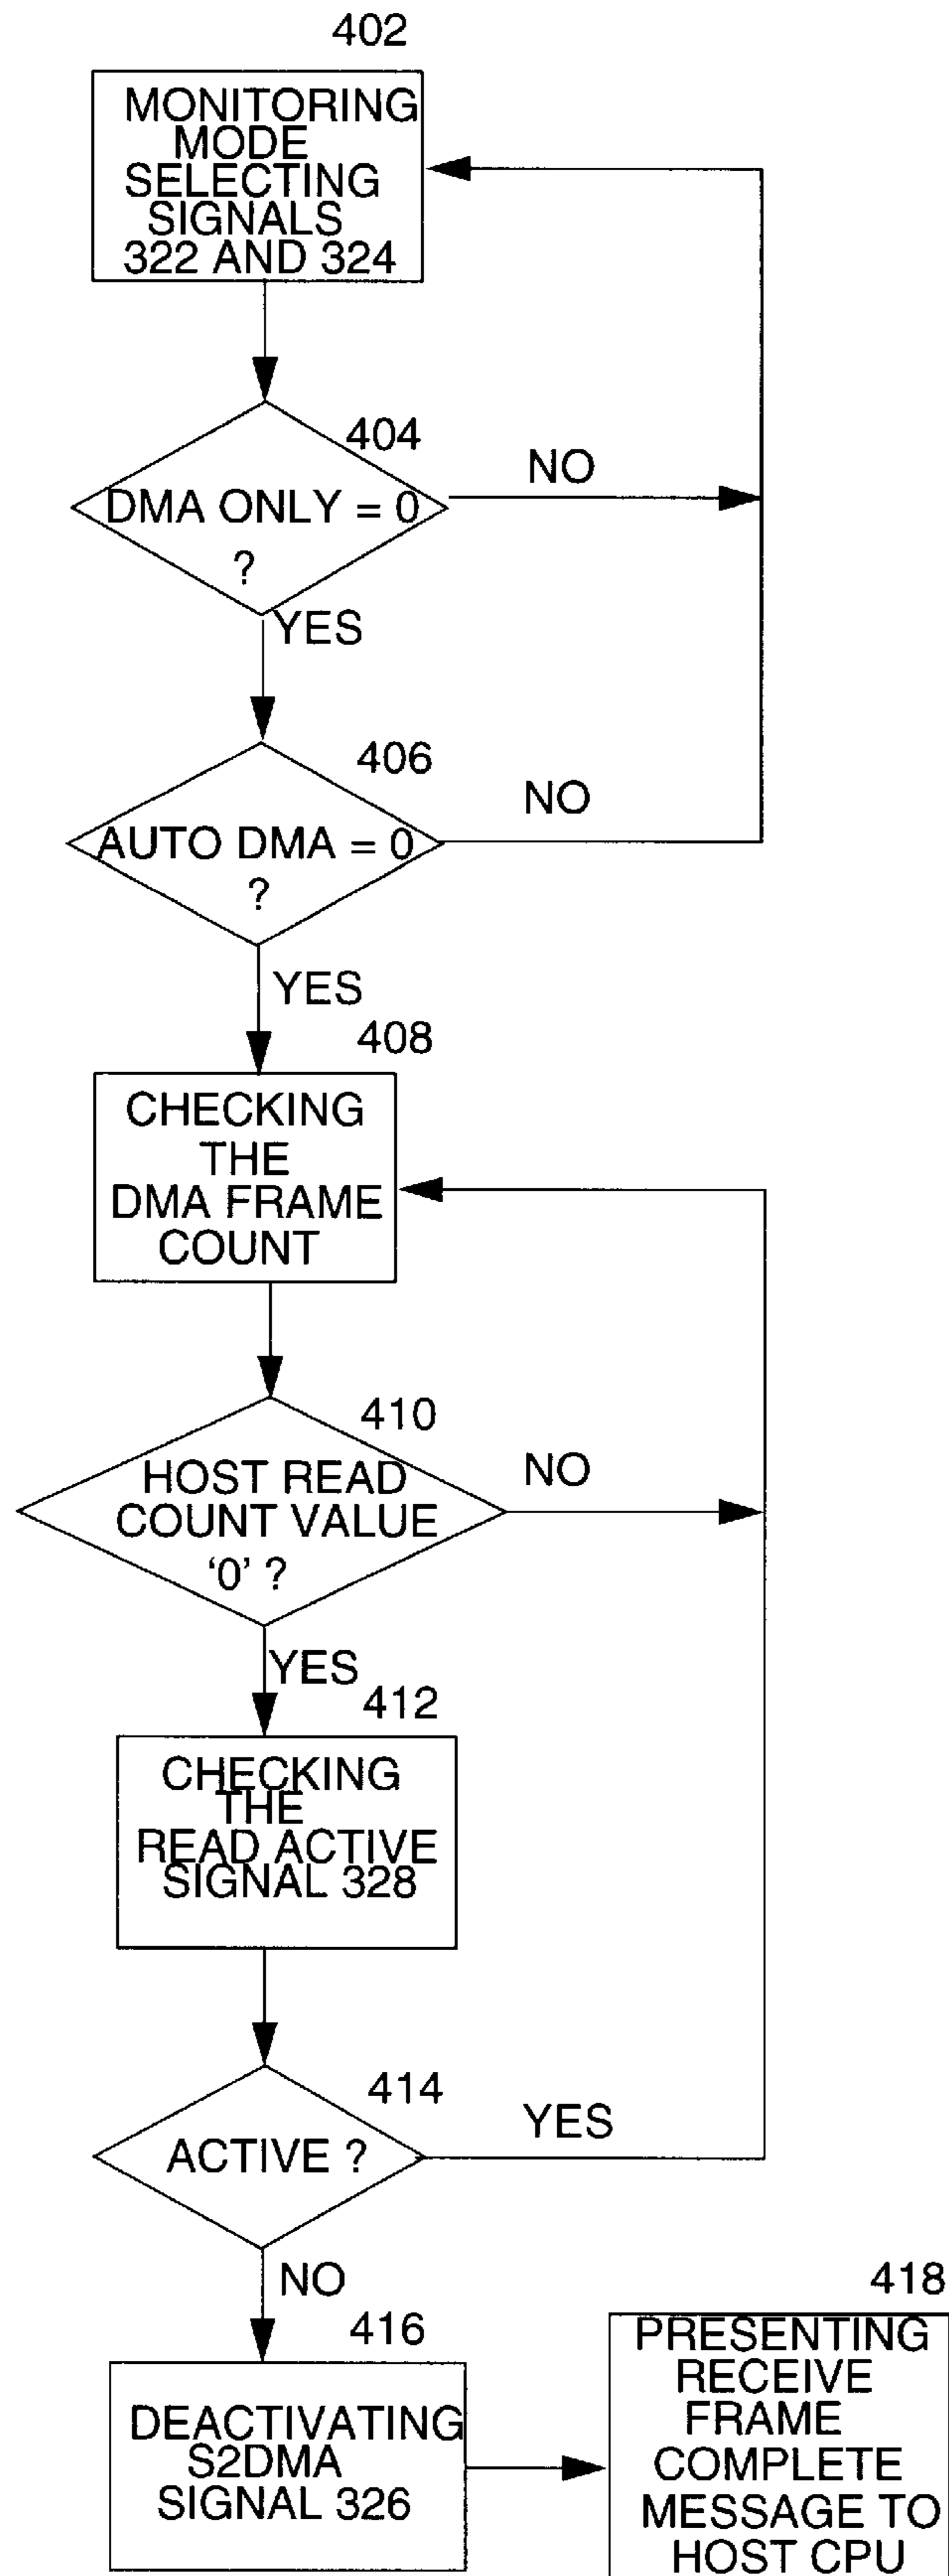 402
MONITORING
MODE
SELECTING
SIGNALS
322 AND 324
404
DMA ONLY = 0
?
NO
YES
406
AUTO DMA = 0
?
NO
YES
408
CHECKING
THE
DMA FRAME
COUNT
410
HOST READ
COUNT VALUE
‘0’ ?
NO
YES
412
CHECKING
THE
READ ACTIVE
SIGNAL 328
414
ACTIVE ?
YES
NO
416
DEACTIVATING
S2DMA
SIGNAL 326
418
PRESENTING
RECEIVE
FRAME
COMPLETE
MESSAGE TO
HOST CPU